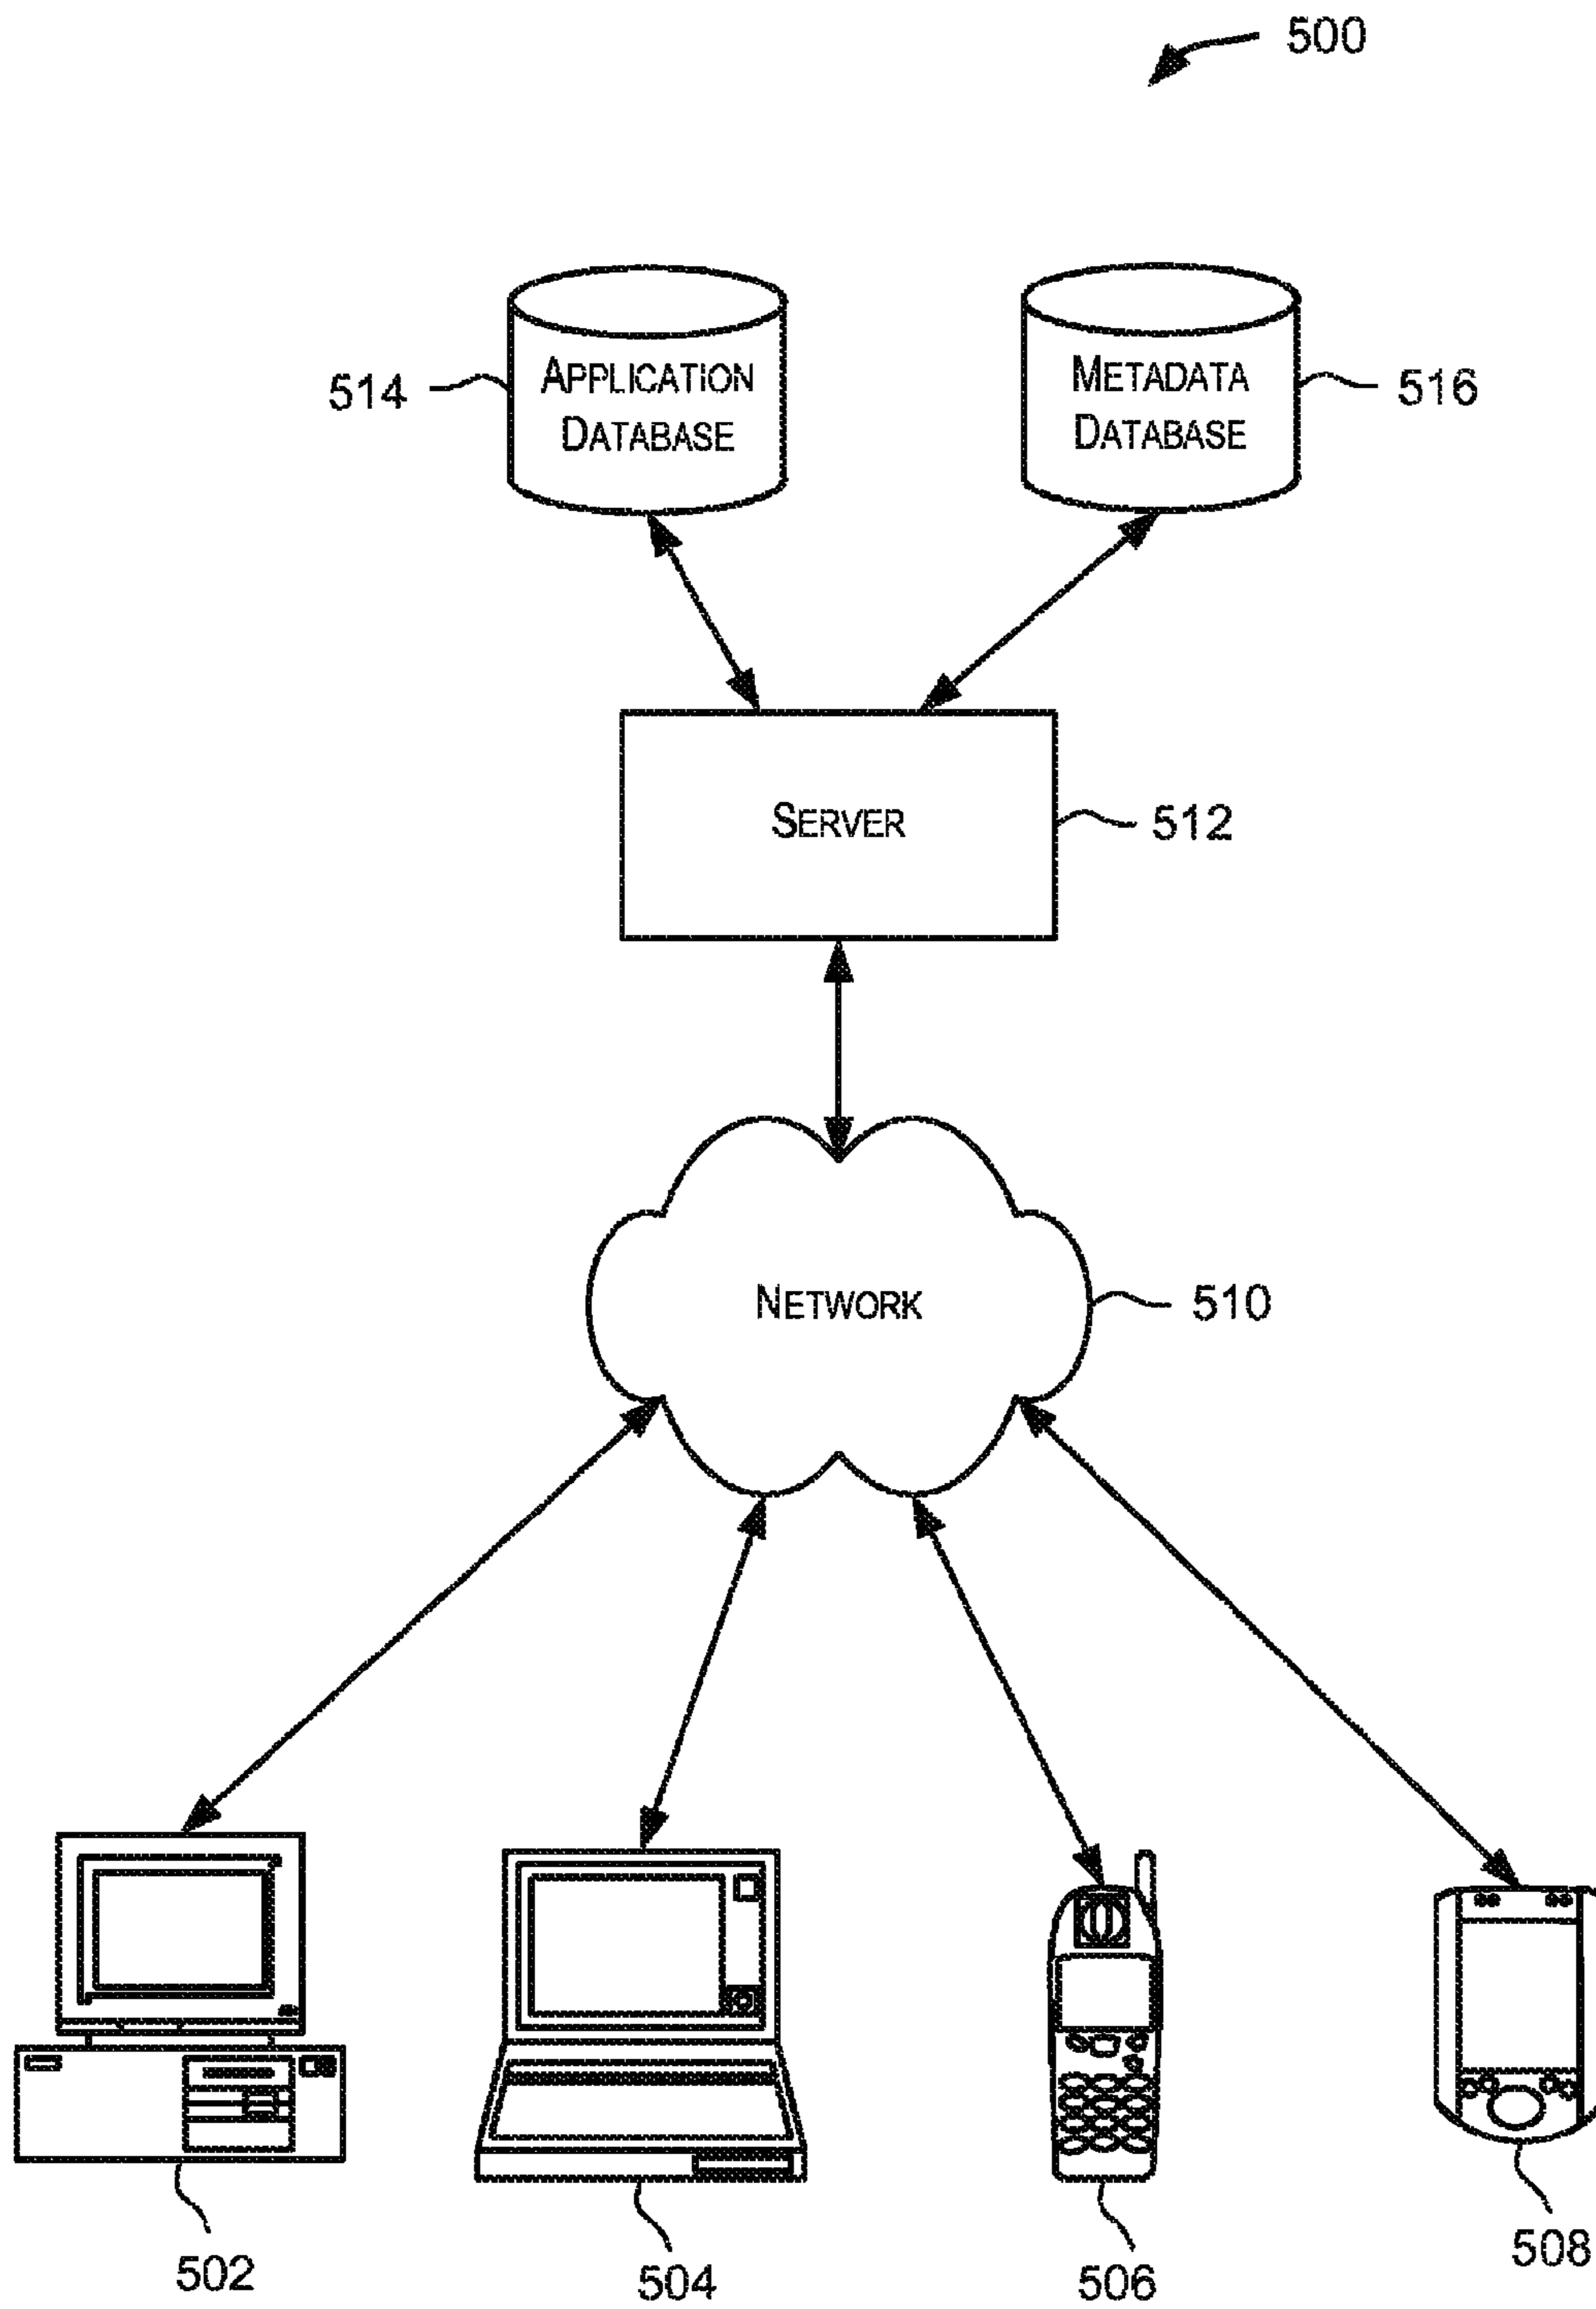 500
APPLICATION
DATABASE
514
METADATA
DATABASE
516
SERVER
512
NETWORK
510
502
504
506
508